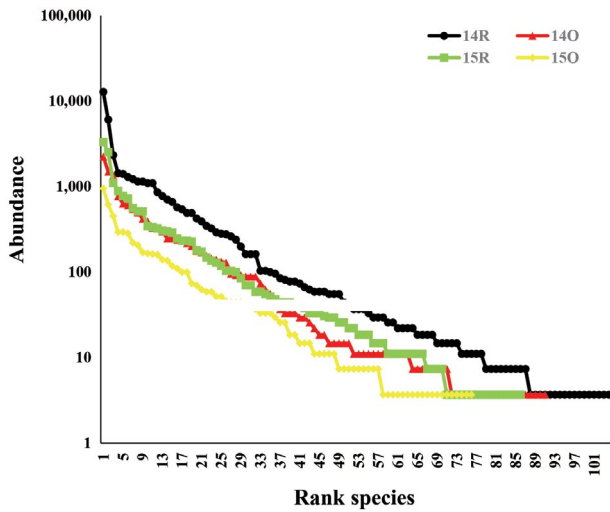 100,000
10,000
1,000
100
10
1
Abundance
14R 14O
15R 15O
1 5 9 13 17 21 25 29 33 37 41 45 49 53 57 61 65 69 73 77 81 85 89 93 97 101
Rank species